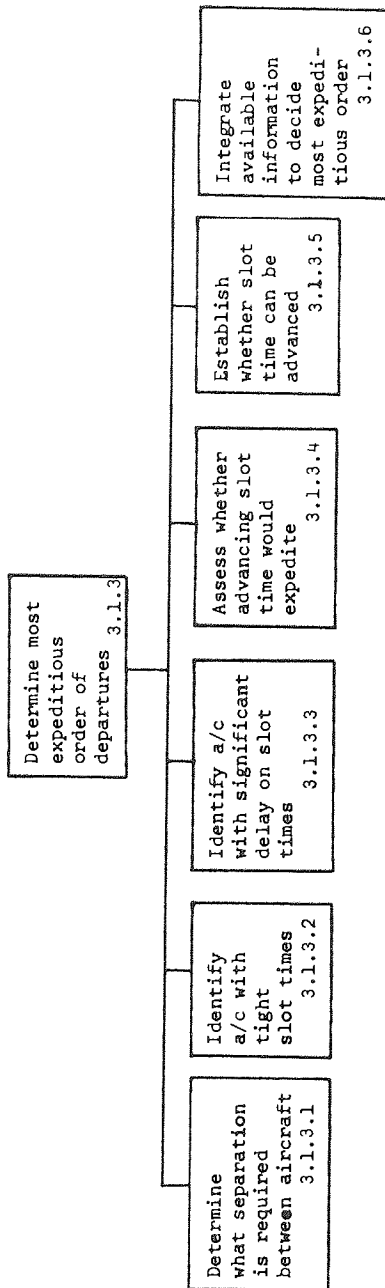 Determine most
expeditious
order of
departures 3.1.3
Determine
what separation
is required
between aircraft
3.1.3.1
Identify
a/c with
tight
slot times
3.1.3.2
Identify a/c
with significant
delay on slot
times
3.1.3.3
Assess whether
advancing slot
time would
expedite
3.1.3.4
Establish
whether slot
time can be
advanced
3.1.3.5
Integrate
available
information
to decide
most expedi-
tious order
3.1.3.6